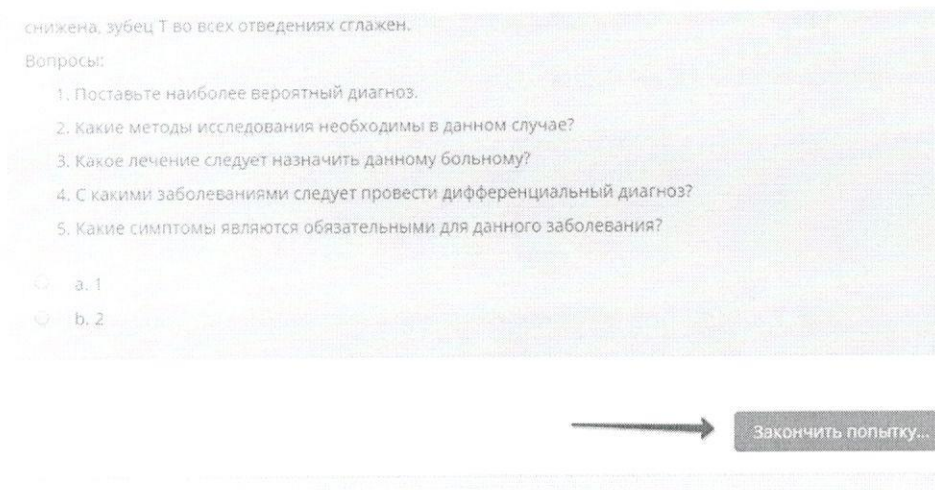 снижена, зубец Т во всех отведениях сглажен.
Вопросы:
1. Поставьте наиболее вероятный диагноз.
2. Какие методы исследования необходимы в данном случае?
3. Какое лечение следует назначить данному больному?
4. С какими заболеваниями следует провести дифференциальный диагноз?
5. Какие симптомы являются обязательными для данного заболевания?
a. 1
b. 2
Закончить попытку...